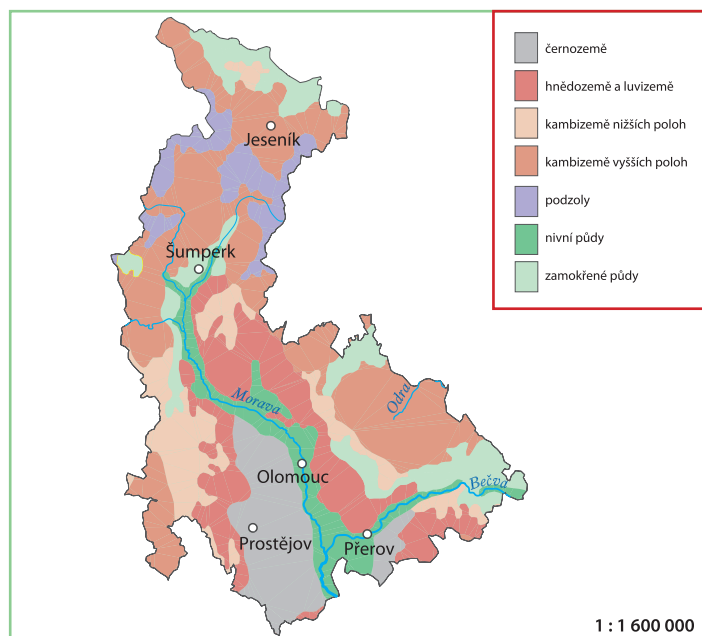 černozemě
hnědozemě a luvizemě
kambizemě nižších poloh
kambizemě vyšších poloh
podzoly
nivní půdy
zamokřené půdy
Jeseník
Šumperk
Morava
Odra
Olomouc
Bečva
Prostějov
Přerov
1 : 1 600 000